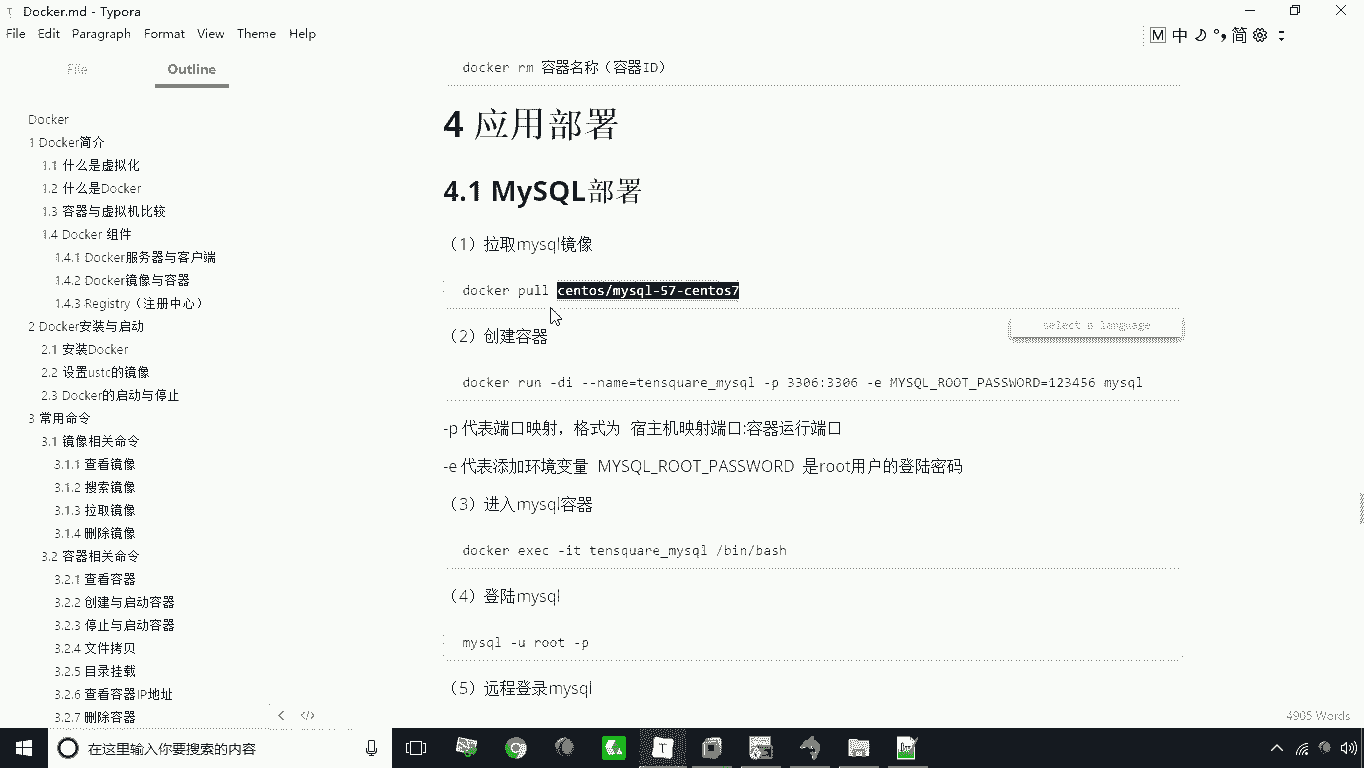 Docker.md - Typora
File Edit Paragraph Format View Theme Help
M 中 简
File Outline
Docker
1 Docker简介
1.1 什么是虚拟化
1.2 什么是Docker
1.3 容器与虚拟机比较
1.4 Docker 组件
1.4.1 Docker服务器与客户端
1.4.2 Docker镜像与容器
1.4.3 Registry（注册中心）
2 Docker安装与启动
2.1 安装Docker
2.2 设置ustc的镜像
2.3 Docker的启动与停止
3 常用命令
3.1 镜像相关命令
3.1.1 查看镜像
3.1.2 搜索镜像
3.1.3 拉取镜像
3.1.4 删除镜像
3.2 容器相关命令
3.2.1 查看容器
3.2.2 创建与启动容器
3.2.3 停止与启动容器
3.2.4 文件拷贝
3.2.5 目录挂载
3.2.6 查看容器IP地址
3.2.7 删除容器
docker rm 容器名称（容器ID）
4 应用部署
4.1 MySQL部署
（1）拉取mysql镜像
docker pull centos/mysql-57-centos7
select a language
（2）创建容器
docker run -di --name=tensquare_mysql -p 3306:3306 -e MYSQL_ROOT_PASSWORD=123456 mysql
-p 代表端口映射，格式为 宿主机映射端口:容器运行端口
-e 代表添加环境变量 MYSQL_ROOT_PASSWORD 是root用户的登陆密码
（3）进入mysql容器
docker exec -it tensquare_mysql /bin/bash
（4）登陆mysql
mysql -u root -p
（5）远程登录mysql
4905 Words
在这里输入你要搜索的内容